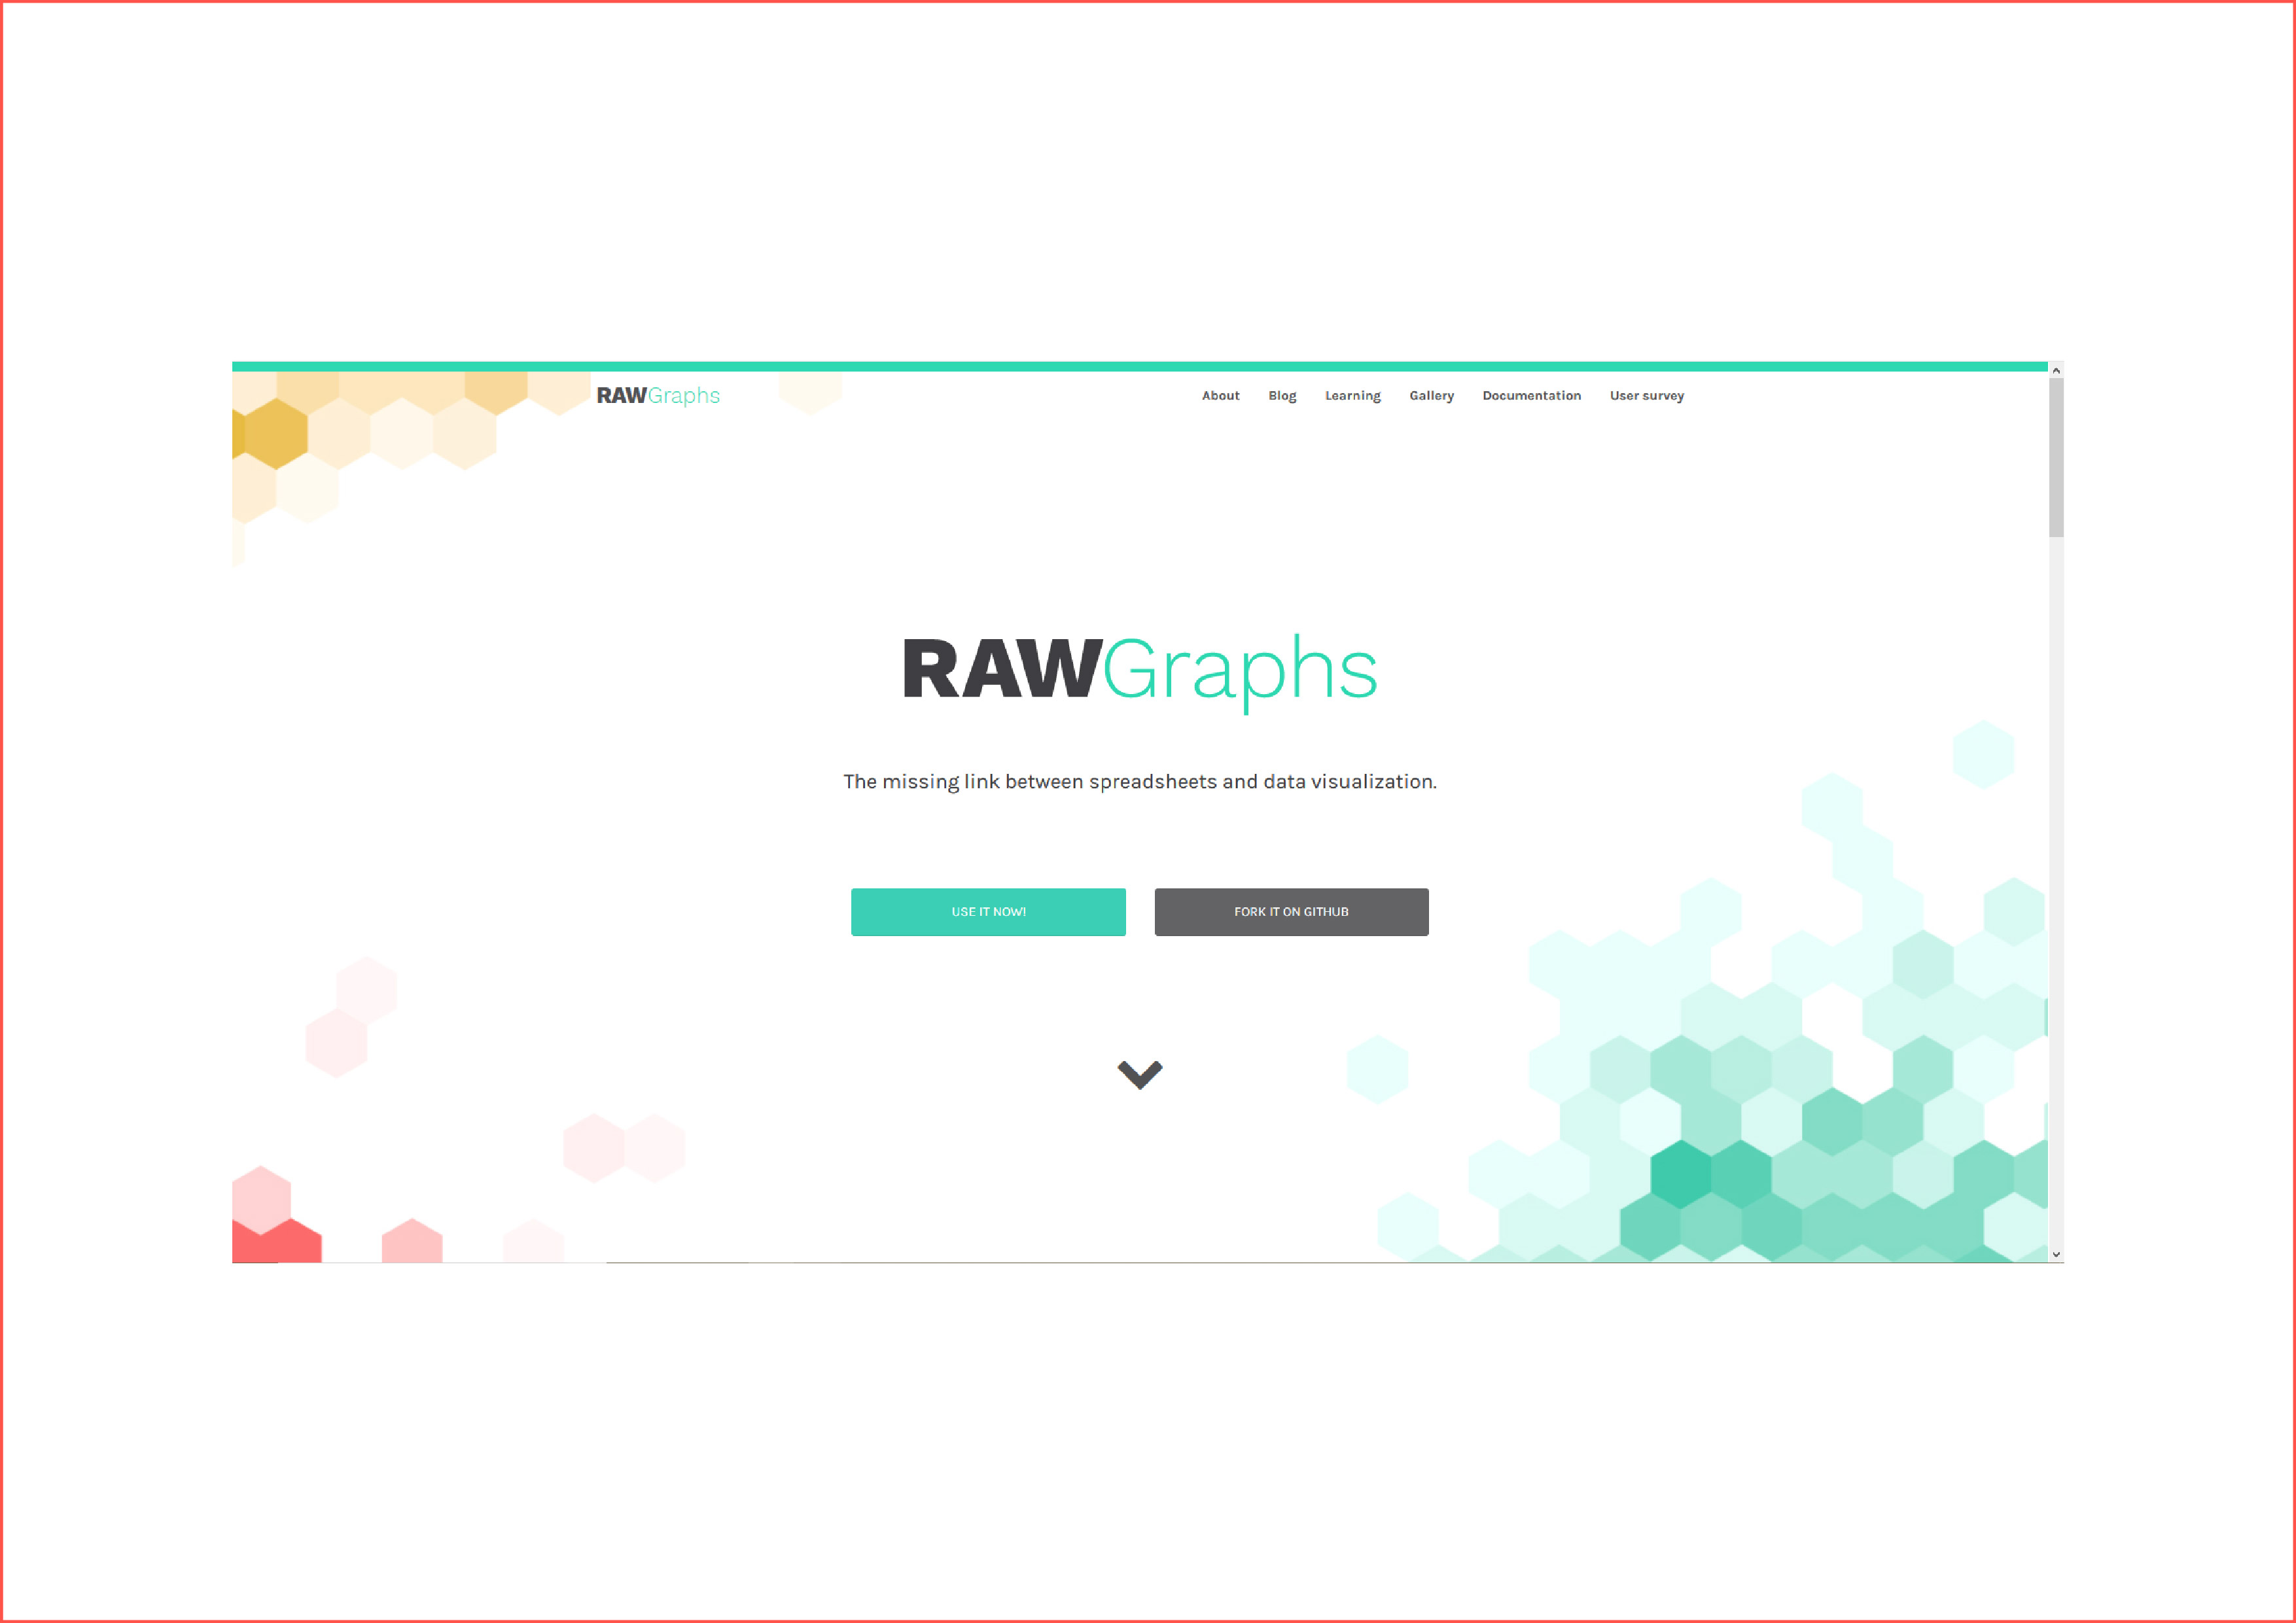 RAWGraphs
About Blog Learning Gallery Documentation User survey
RAWGraphs
The missing link between spreadsheets and data visualization.
USE IT NOW!
FORK IT ON GITHUB